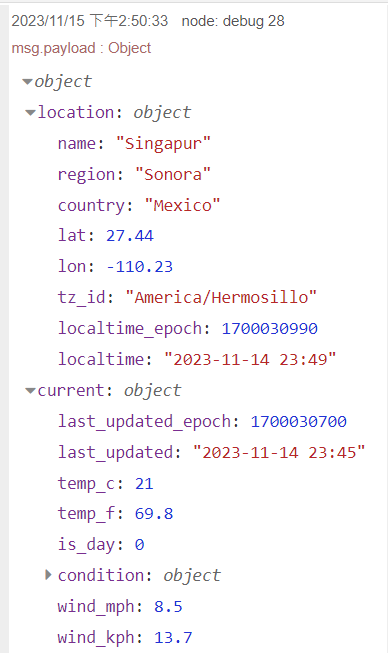 2023/11/15 下午2:50:33 node: debug 28
msg.payload : Object
object
location: object
name: "Singapur"
region: "Sonora"
country: "Mexico"
lat: 27.44
lon: -110.23
tz_id: "America/Hermosillo"
localtime_epoch: 1700030990
localtime: "2023-11-14 23:49"
current: object
last_updated_epoch: 1700030700
last_updated: "2023-11-14 23:45"
temp_c: 21
temp_f: 69.8
is_day: 0
condition: object
wind_mph: 8.5
wind_kph: 13.7